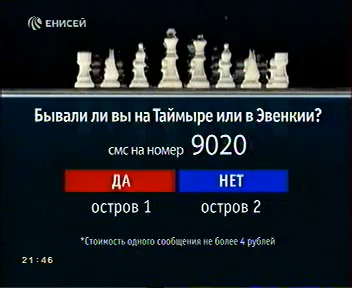 ЕНИСЕЙ
Бывали ли вы на Таймыре или в Эвенкии?
смс на номер 9020
ДА НЕТ
остров 1 остров 2
*Стоимость одного сообщения не более 4 рублей
21:46